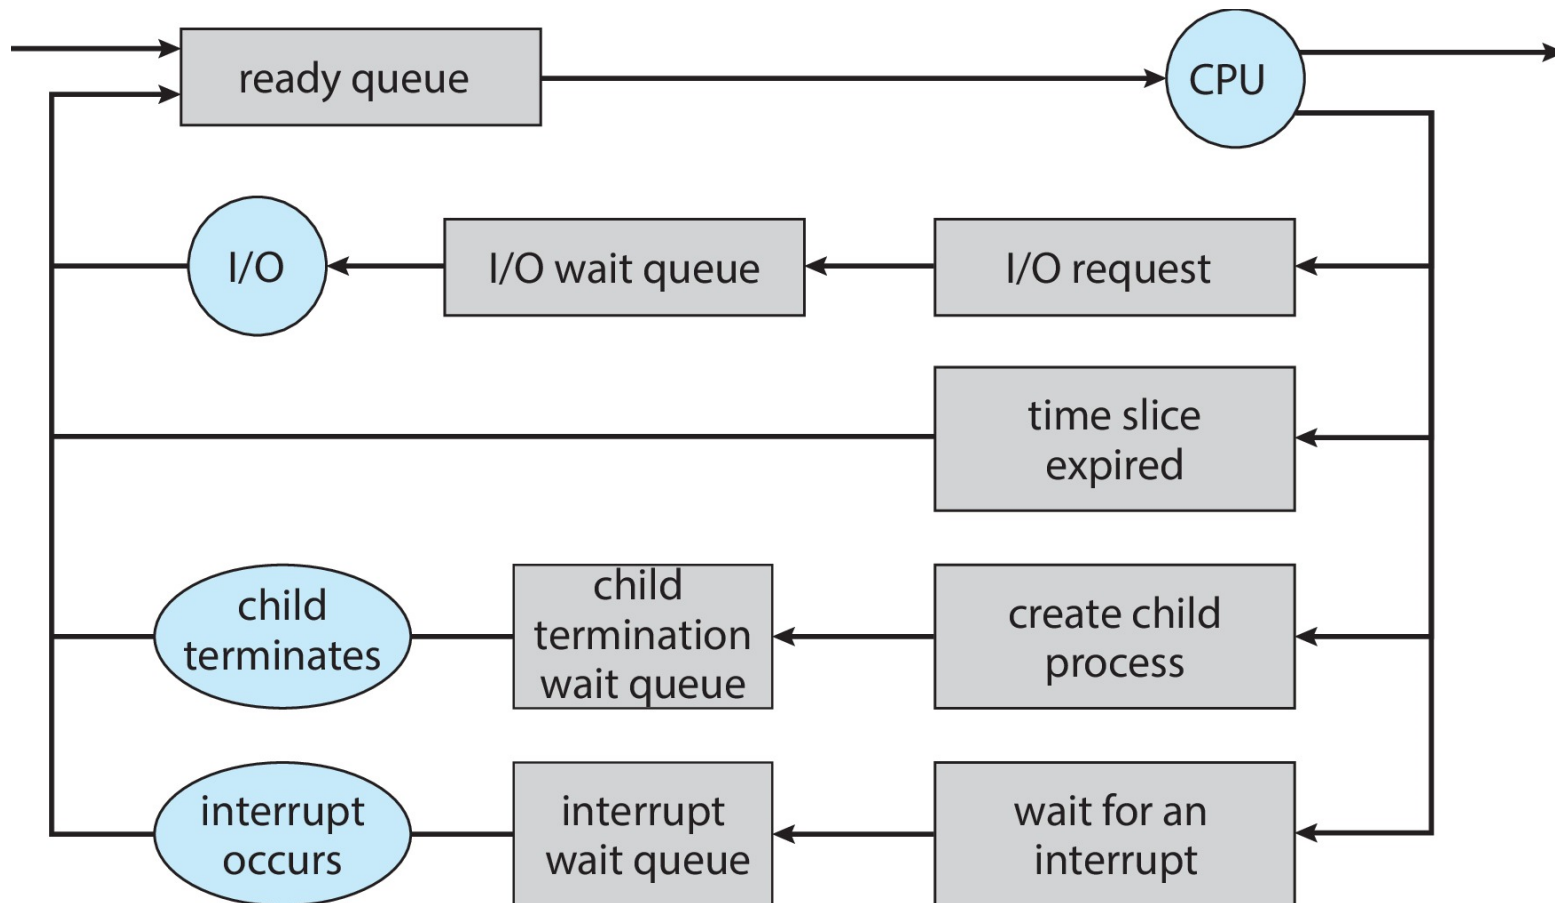 ready queue
CPU
I/O
I/O wait queue
I/O request
time slice
expired
child
terminates
child
termination
wait queue
create child
process
interrupt
occurs
interrupt
wait queue
wait for an
interrupt